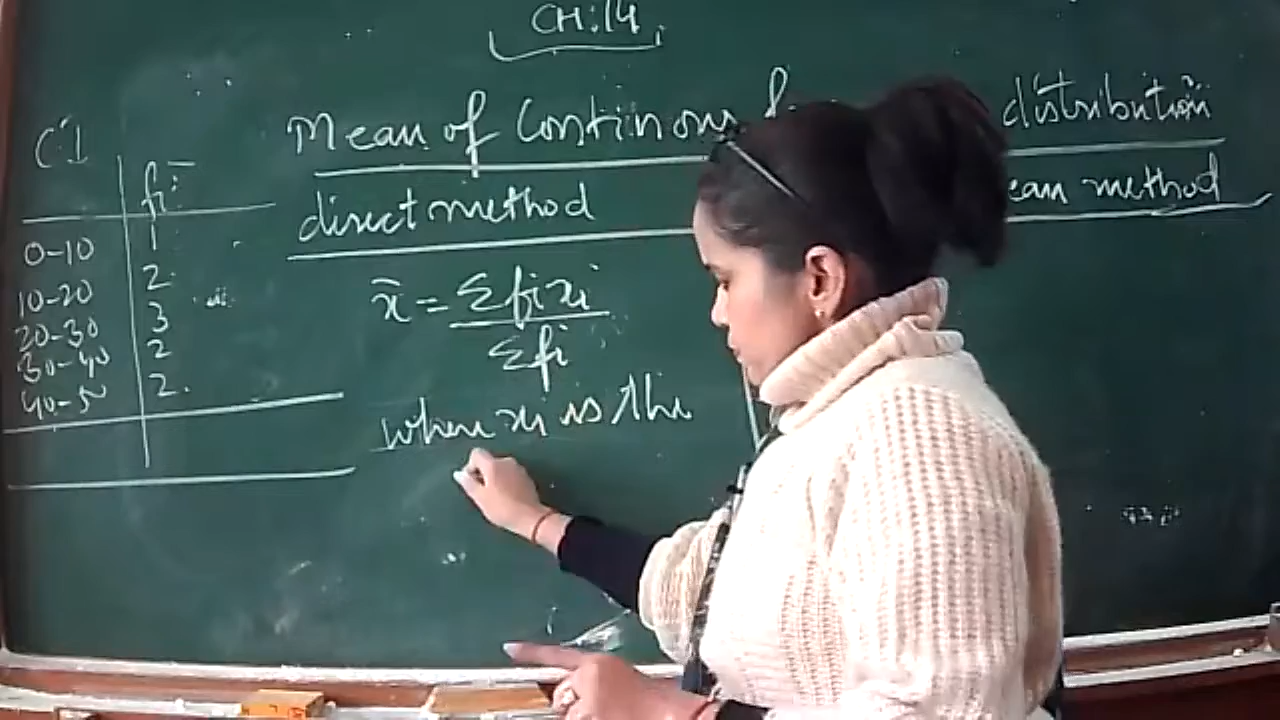 CH:14
Mean of Continous distribution
direct method
method
x̄ = Σfixi / Σfi
where xi is the
CI fi
0-10 1
10-20 2
20-30 3
30-40 2
40-50 2